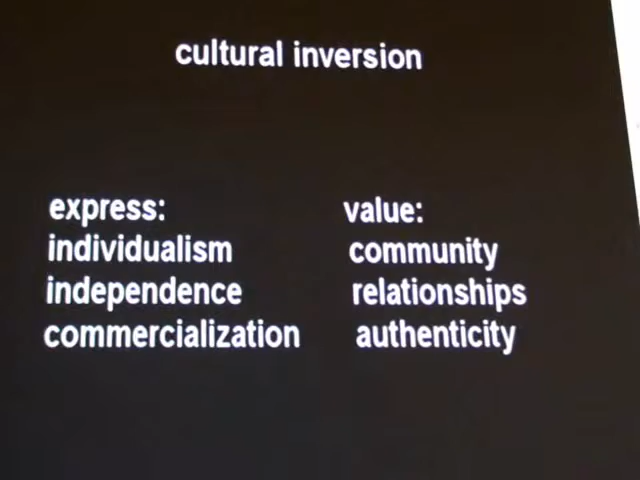 cultural inversion
express:
individualism
independence
commercialization
value:
community
relationships
authenticity